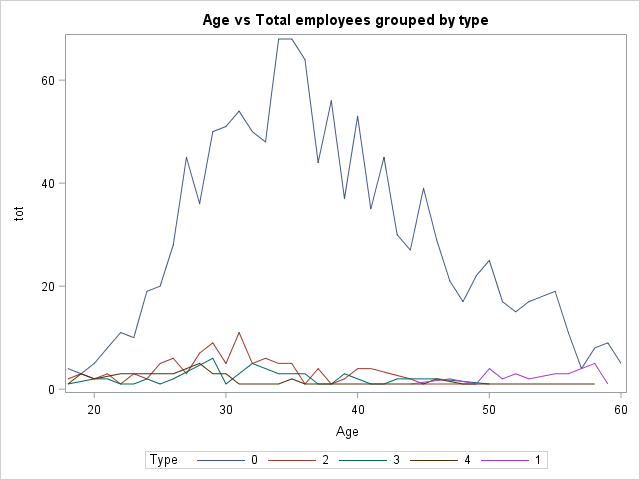 Age vs Total employees grouped by type
60
40
20
0
tot
20 30 40 50 60
Age
Type 0 2 3 4 1